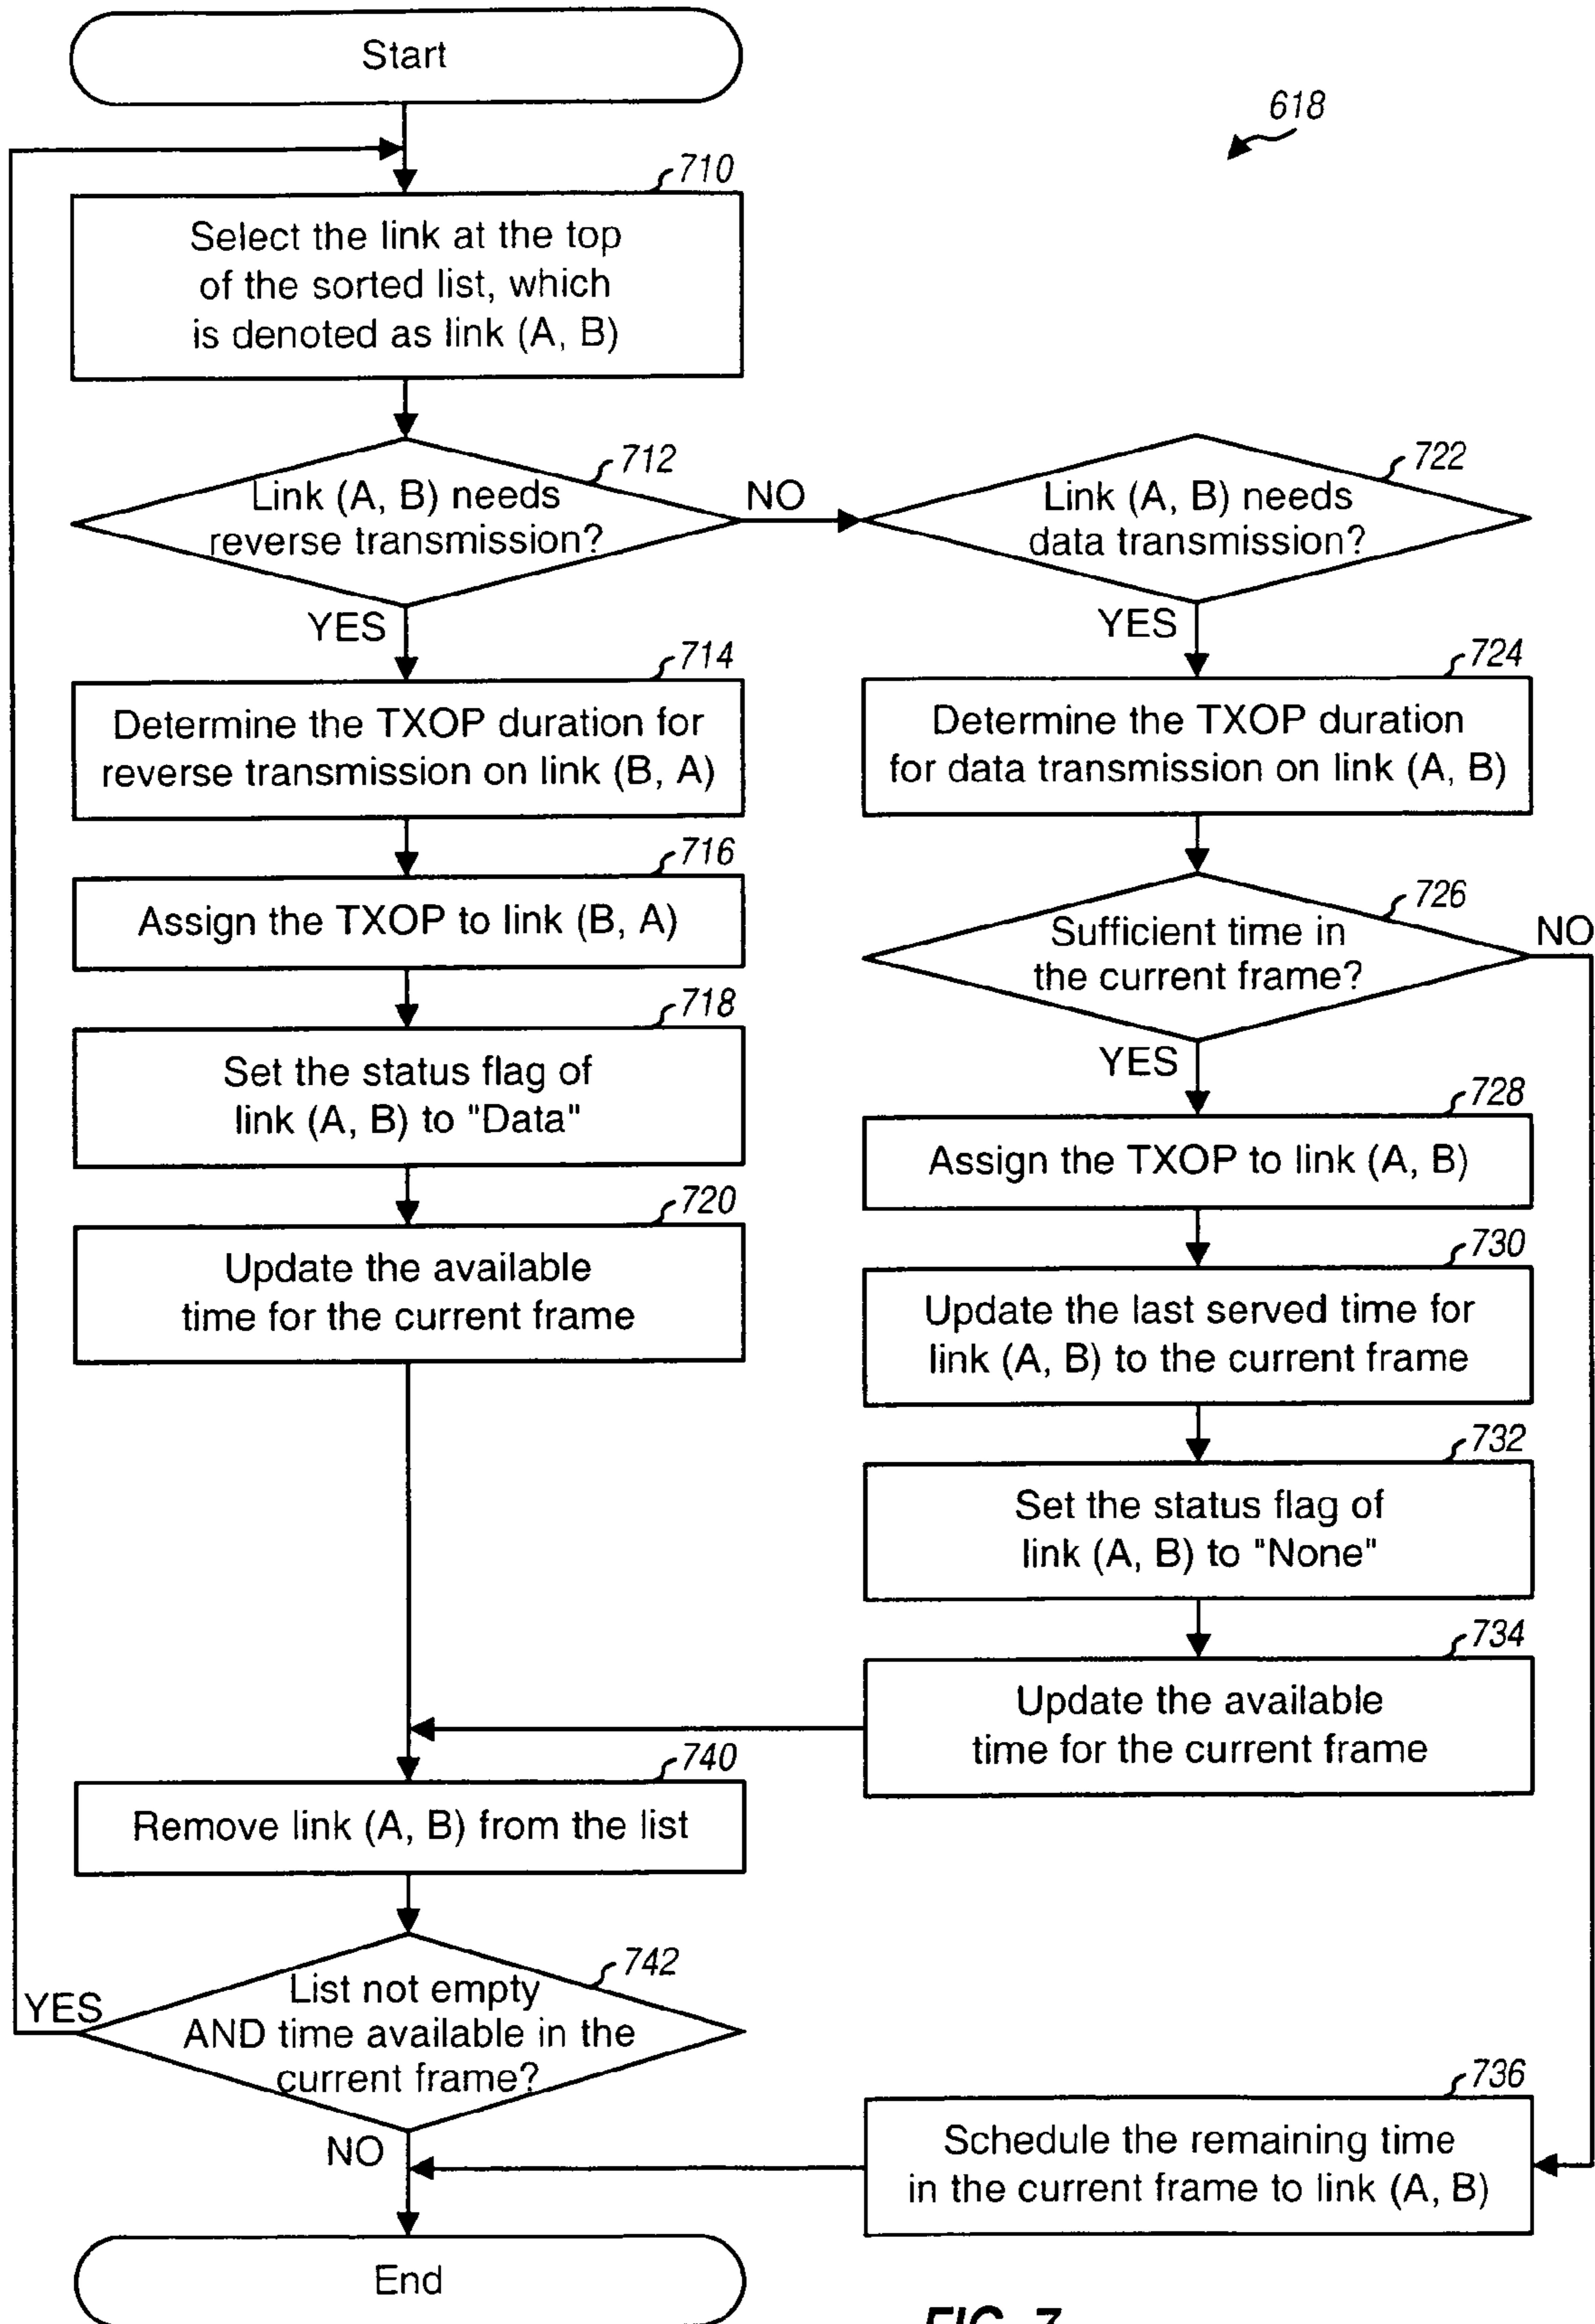 Start
618
710
Select the link at the top
of the sorted list, which
is denoted as link (A, B)
712
Link (A, B) needs
reverse transmission?
NO
722
Link (A, B) needs
data transmission?
YES
YES
714
Determine the TXOP duration for
reverse transmission on link (B, A)
724
Determine the TXOP duration
for data transmission on link (A, B)
716
Assign the TXOP to link (B, A)
726
Sufficient time in
the current frame?
NO
YES
718
Set the status flag of
link (A, B) to "Data"
728
Assign the TXOP to link (A, B)
720
Update the available
time for the current frame
730
Update the last served time for
link (A, B) to the current frame
732
Set the status flag of
link (A, B) to "None"
734
Update the available
time for the current frame
740
Remove link (A, B) from the list
742
List not empty
AND time available in the
current frame?
YES
NO
736
Schedule the remaining time
in the current frame to link (A, B)
End
FIG. 7